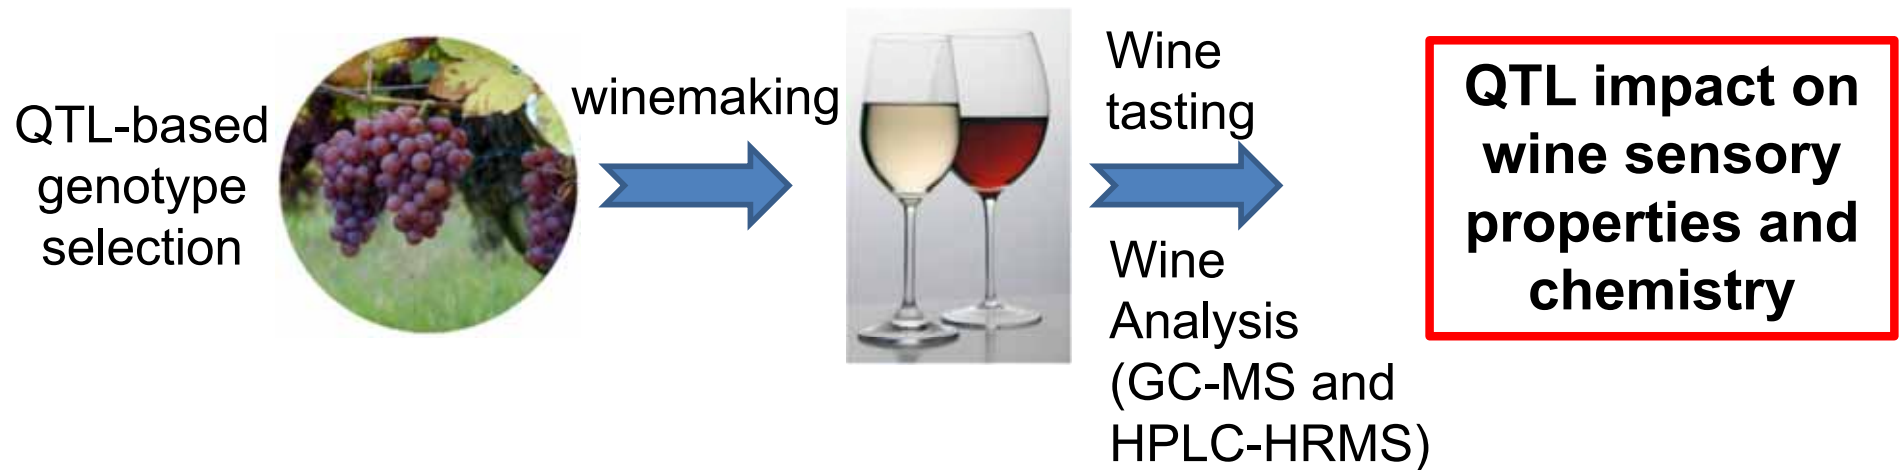 QTL-based
genotype
selection
winemaking
Wine
tasting
Wine
Analysis
(GC-MS and
HPLC-HRMS)
QTL impact on
wine sensory
properties and
chemistry